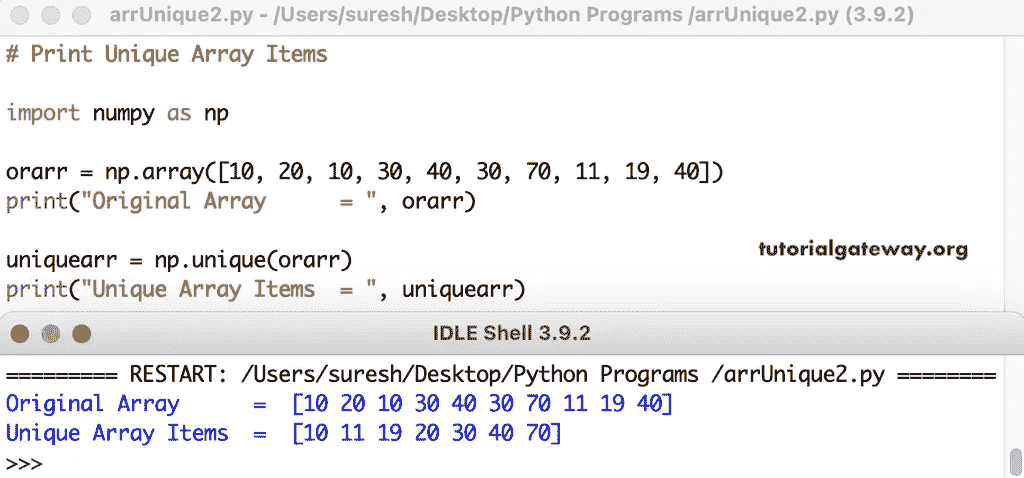 arrUnique2.py - /Users/suresh/Desktop/Python Programs /arrUnique2.py (3.9.2)
# Print Unique Array Items
import numpy as np
orarr = np.array([10, 20, 10, 30, 40, 30, 70, 11, 19, 40])
print("Original Array      = ", orarr)
tutorialgateway.org
uniquearr = np.unique(orarr)
print("Unique Array Items  = ", uniquearr)
IDLE Shell 3.9.2
========= RESTART: /Users/suresh/Desktop/Python Programs /arrUnique2.py ========
Original Array      =  [10 20 10 30 40 30 70 11 19 40]
Unique Array Items  =  [10 11 19 20 30 40 70]
>>>